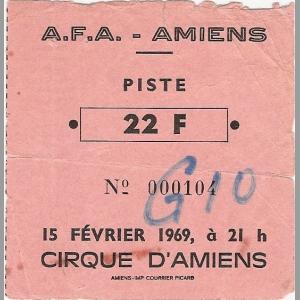 A.F.A. - AMIENS
PISTE
22 F
Nº 000104
G10
15 FÉVRIER 1969, à 21 h
CIRQUE D'AMIENS
AMIENS-IMP COURRIER PICARD